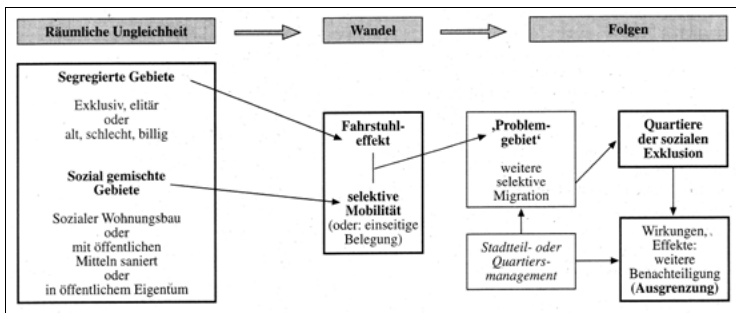 Räumliche Ungleichheit
Wandel
Folgen
Segregierte Gebiete
Exklusiv, elitär
oder
alt, schlecht, billig
Sozial gemischte
Gebiete
Sozialer Wohnungsbau
oder
mit öffentlichen
Mitteln saniert
oder
in öffentlichem Eigentum
Fahrstuhl-
effekt
selektive
Mobilität
(oder: einseitige
Belegung)
‚Problem-
gebiet‘
weitere
selektive
Migration
Stadtteil- oder
Quartiers-
management
Quartiere
der sozialen
Exklusion
Wirkungen,
Effekte:
weitere
Benachteiligung
(Ausgrenzung)